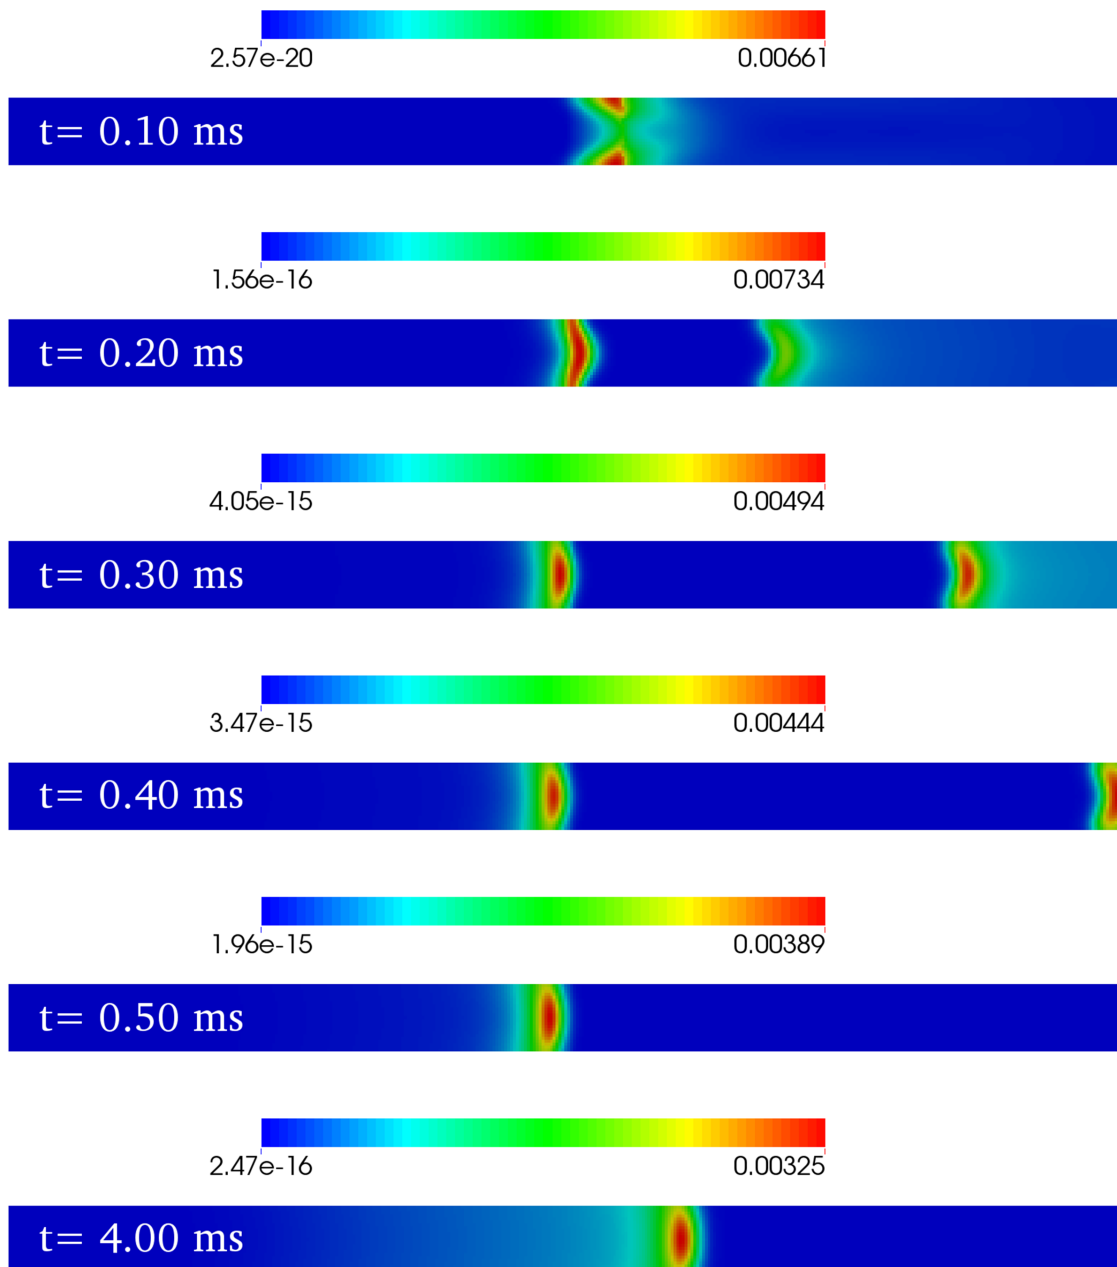 2.57e-20 0.00661
t= 0.10 ms
1.56e-16 0.00734
t= 0.20 ms
4.05e-15 0.00494
t= 0.30 ms
3.47e-15 0.00444
t= 0.40 ms
1.96e-15 0.00389
t= 0.50 ms
2.47e-16 0.00325
t= 4.00 ms